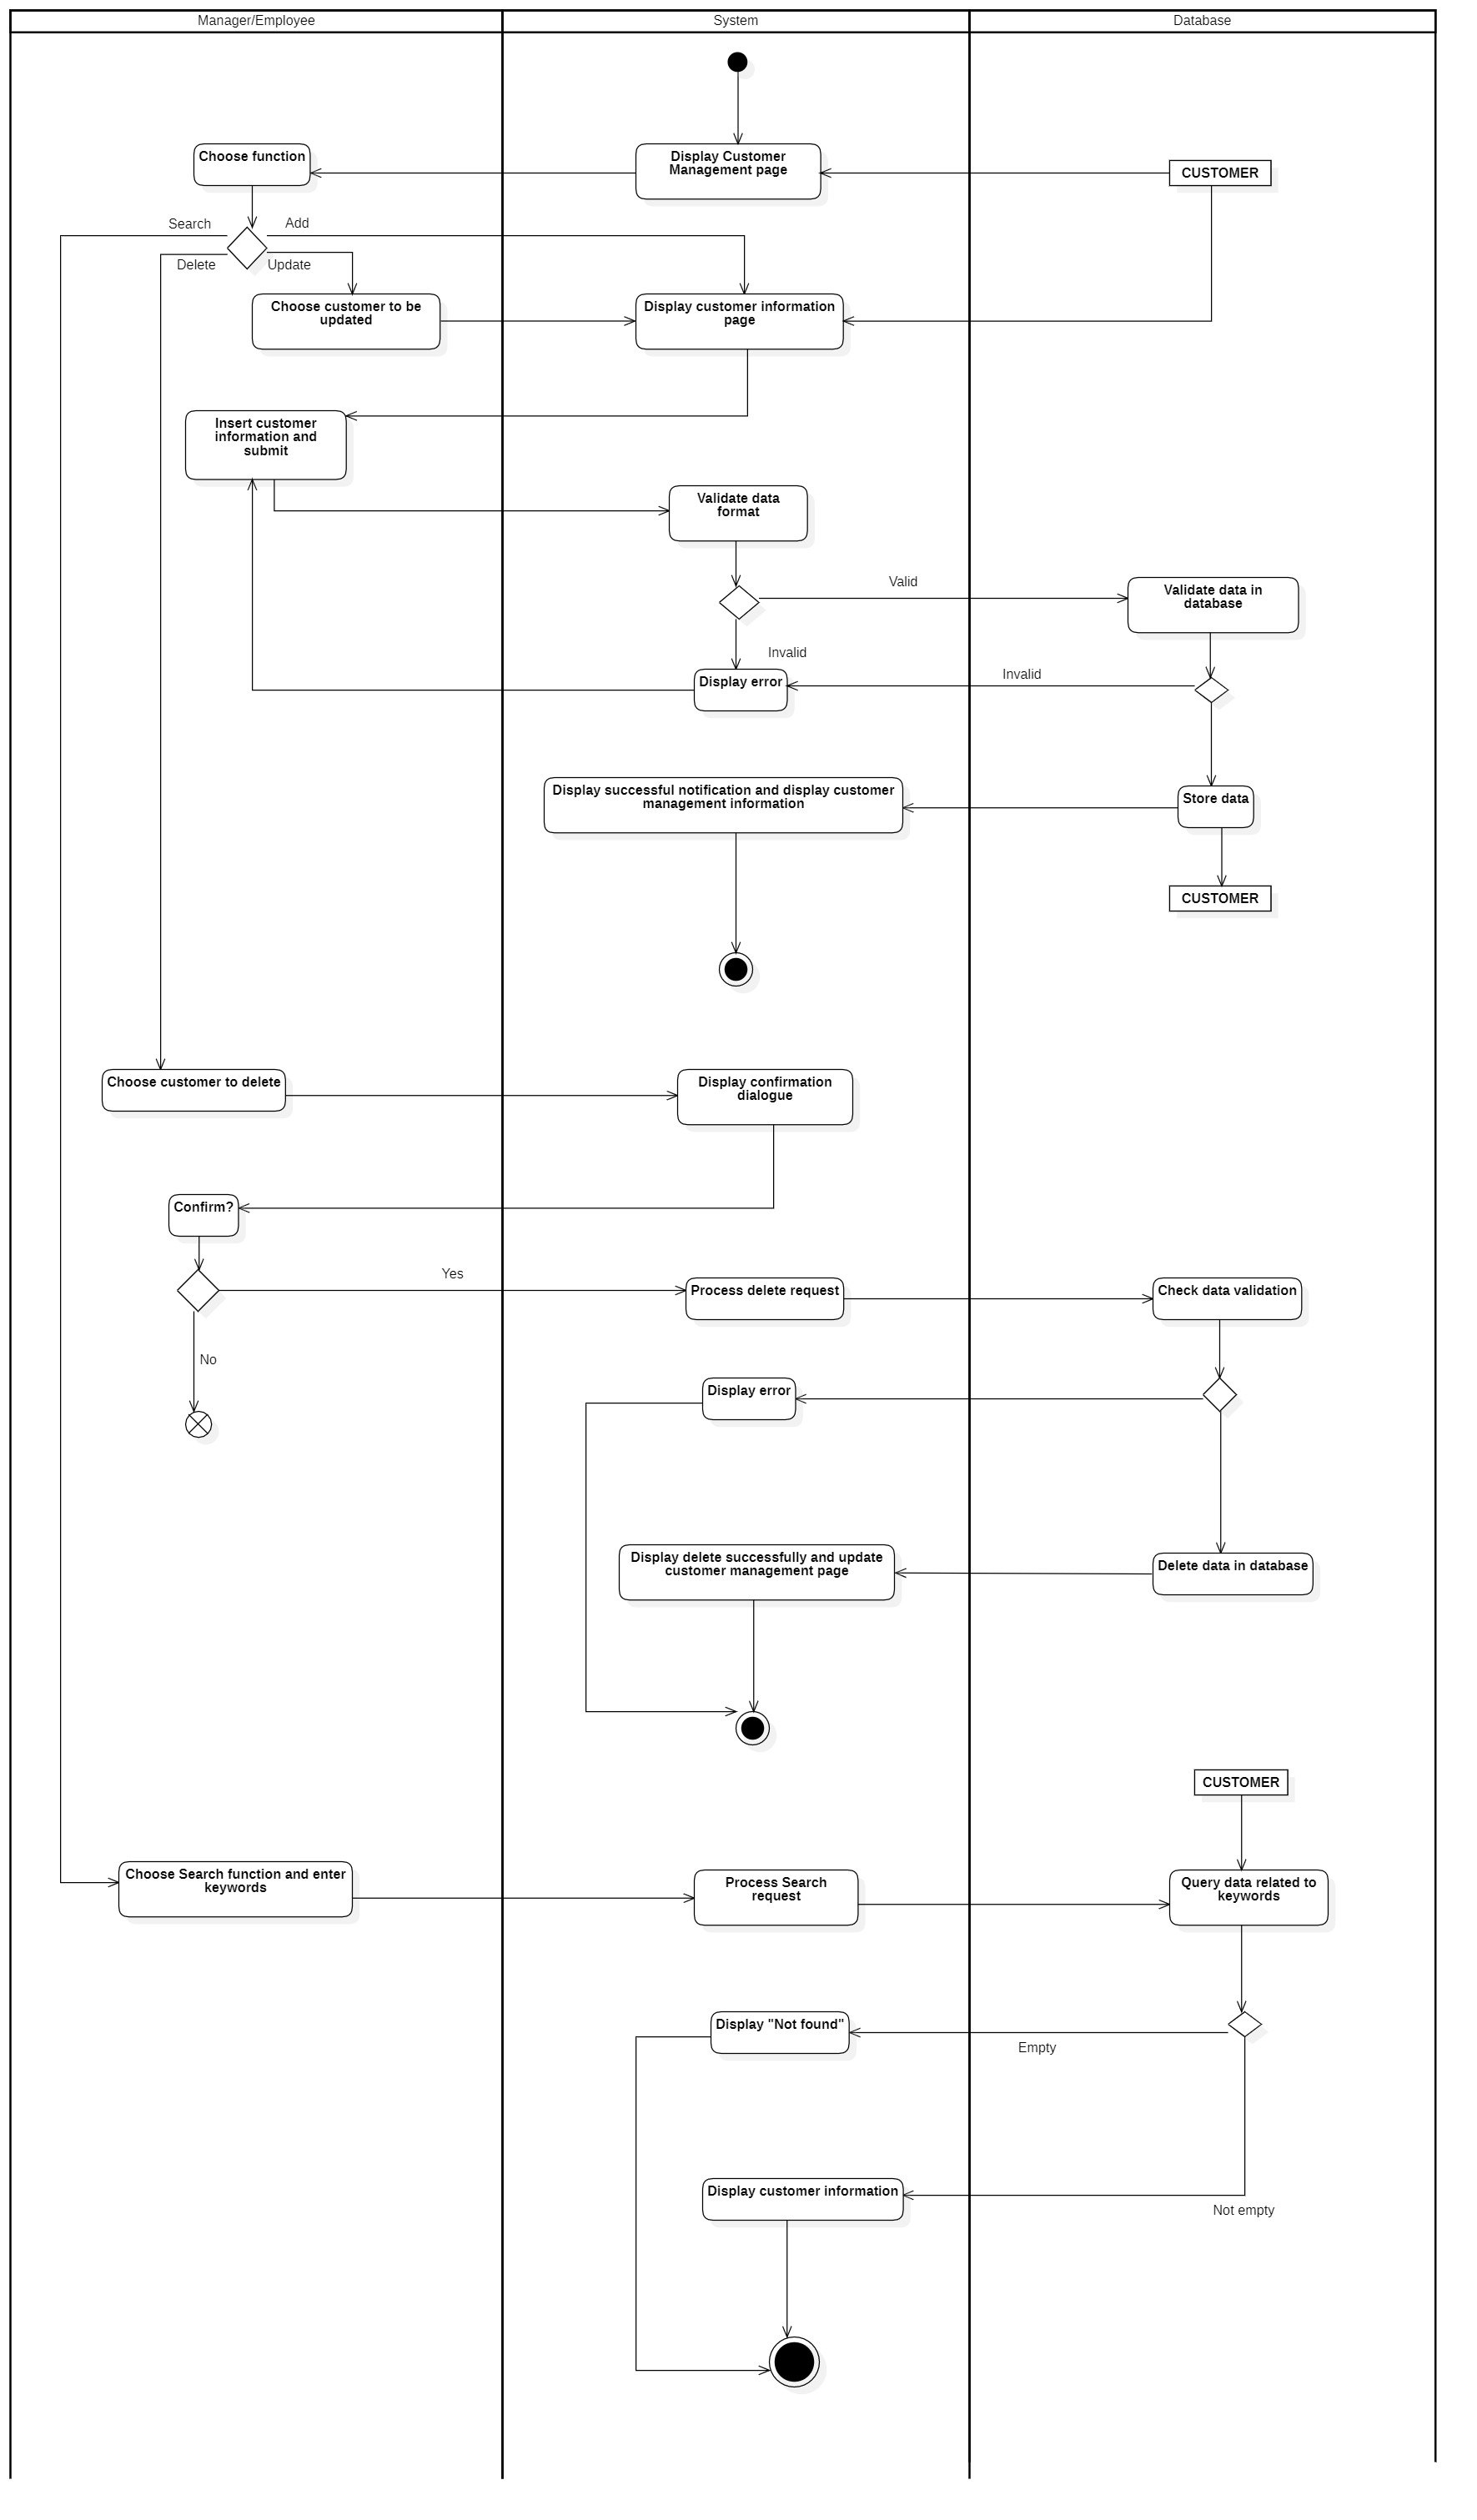 Manager/Employee
System
Database
Choose function
Display Customer
Management page
CUSTOMER
Search
Add
Delete
Update
Choose customer to be
updated
Display customer information
page
Insert customer
information and
submit
Validate data
format
Valid
Validate data in
database
Invalid
Invalid
Display error
Display successful notification and display customer
management information
Store data
CUSTOMER
Choose customer to delete
Display confirmation
dialogue
Confirm?
Yes
Process delete request
Check data validation
No
Display error
Display delete successfully and update
customer management page
Delete data in database
CUSTOMER
Choose Search function and enter
keywords
Process Search
request
Query data related to
keywords
Display "Not found"
Empty
Display customer information
Not empty